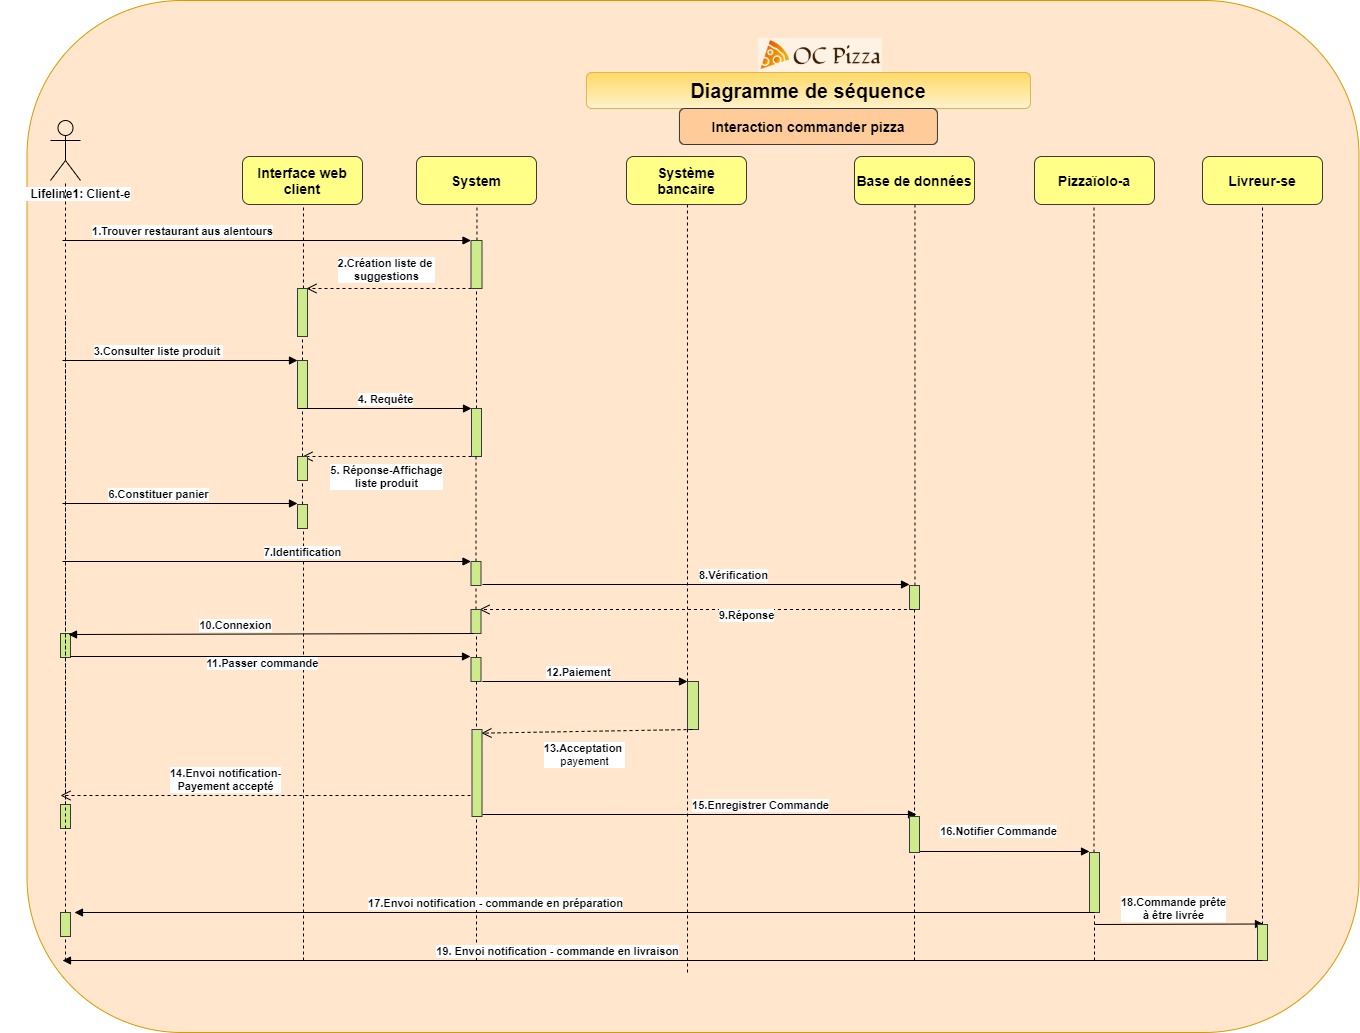 OC Pizza
Diagramme de séquence
Interaction commander pizza
Lifeline1: Client-e
Interface web
client
System
Système
bancaire
Base de données
Pizzaïolo-a
Livreur-se
1.Trouver restaurant aus alentours
2.Création liste de
suggestions
3.Consulter liste produit
4. Requête
5. Réponse-Affichage
liste produit
6.Constituer panier
7.Identification
8.Vérification
9.Réponse
10.Connexion
11.Passer commande
12.Paiement
13.Acceptation
payement
14.Envoi notification-
Payement accepté
15.Enregistrer Commande
16.Notifier Commande
17.Envoi notification - commande en préparation
18.Commande prête
à être livrée
19. Envoi notification - commande en livraison